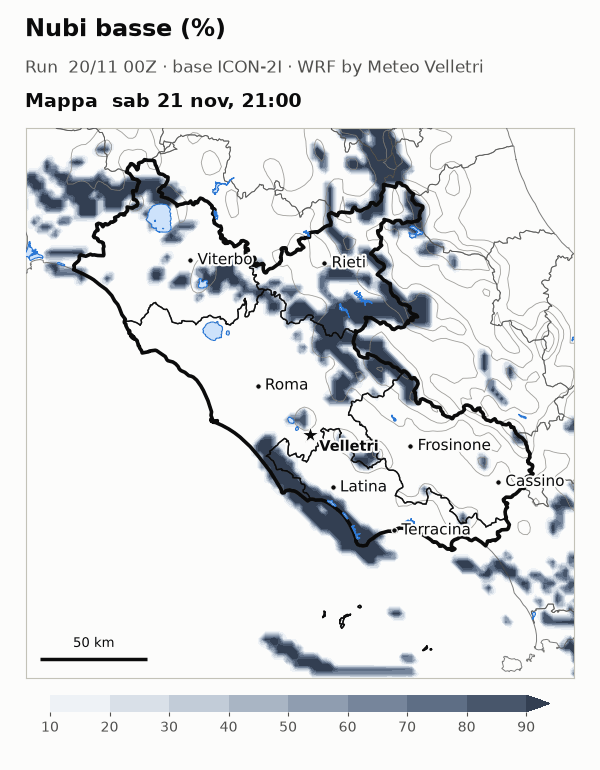 Nubi basse (%)
Run  20/11 00Z · base ICON-2I · WRF by Meteo Velletri
Mappa  sab 21 nov, 21:00
Viterbo
Rieti
Roma
Velletri
Frosinone
Cassino
Latina
Terracina
50 km
10 20 30 40 50 60 70 80 90